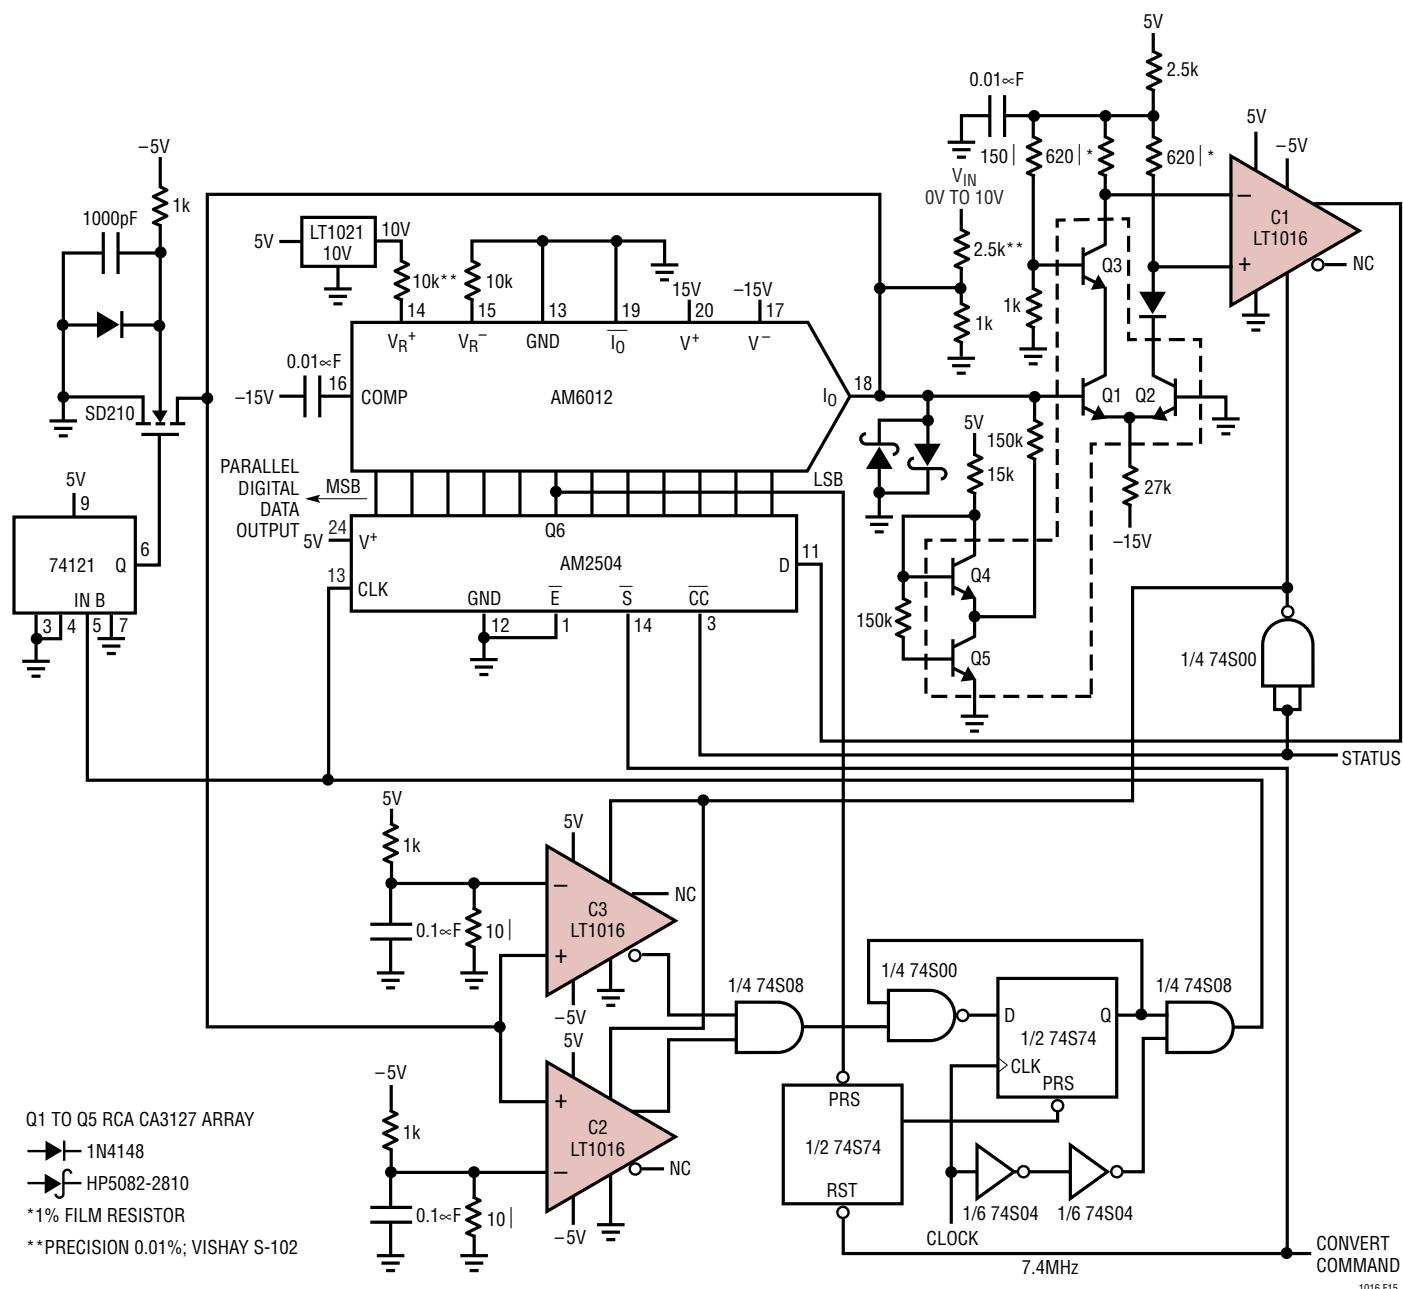 5V
2.5k
0.01∝F
5V
–5V
150|
620| *
620| *
VIN
0V TO 10V
2.5k**
1k
1k
–
+
C1
LT1016
NC
Q3
Q1
Q2
27k
–15V
–5V
1k
1000pF
SD210
5V
LT1021
10V
10V
10k**
10k
15V
–15V
14
15
13
19
20
17
VR+
VR–
GND
IO
V+
V–
0.01∝F
–15V
16
COMP
AM6012
IO
18
5V
15k
150k
Q4
150k
Q5
PARALLEL
DIGITAL
DATA
OUTPUT
MSB
LSB
5V
24
V+
Q6
AM2504
D
11
13
CLK
GND
E
S
CC
12
1
14
3
5V
9
74121
Q
6
IN B
3
4
5
7
1/4 74S00
STATUS
5V
1k
0.1∝F
10|
5V
–
+
C3
LT1016
NC
–5V
5V
–5V
1k
0.1∝F
10|
+
–
C2
LT1016
NC
–5V
1/4 74S08
1/4 74S00
D
Q
1/2 74S74
CLK
PRS
1/4 74S08
PRS
1/2 74S74
RST
1/6 74S04
1/6 74S04
CLOCK
7.4MHz
CONVERT
COMMAND
Q1 TO Q5 RCA CA3127 ARRAY
1N4148
HP5082-2810
*1% FILM RESISTOR
**PRECISION 0.01%; VISHAY S-102
1016 F15